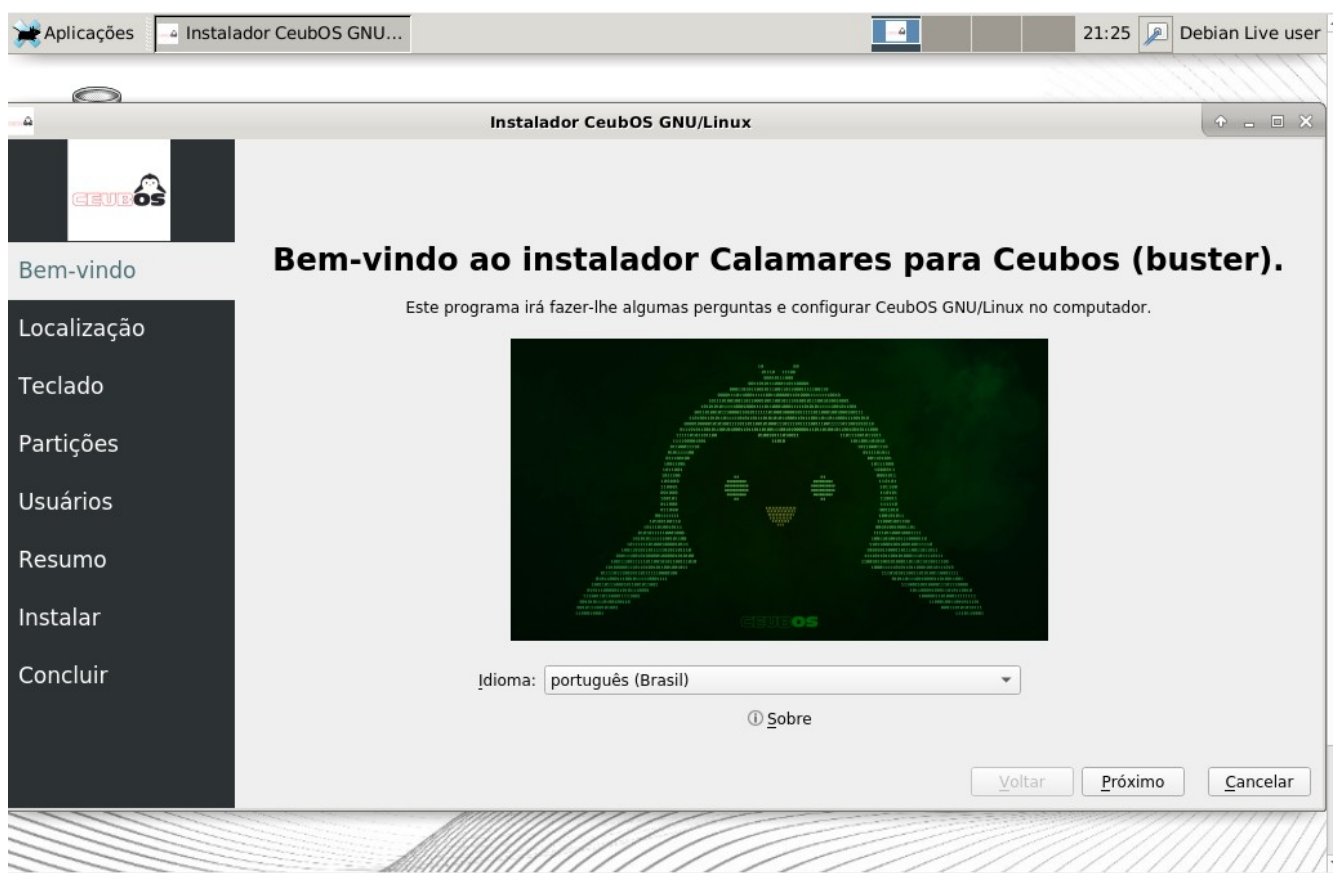 Aplicações
Instalador CeubOS GNU...
21:25
Debian Live user
Instalador CeubOS GNU/Linux
CEUBOS
Bem-vindo
Localização
Teclado
Partições
Usuários
Resumo
Instalar
Concluir
Bem-vindo ao instalador Calamares para Ceubos (buster).
Este programa irá fazer-lhe algumas perguntas e configurar CeubOS GNU/Linux no computador.
CEUBOS
Idioma: português (Brasil)
Sobre
Voltar
Próximo
Cancelar